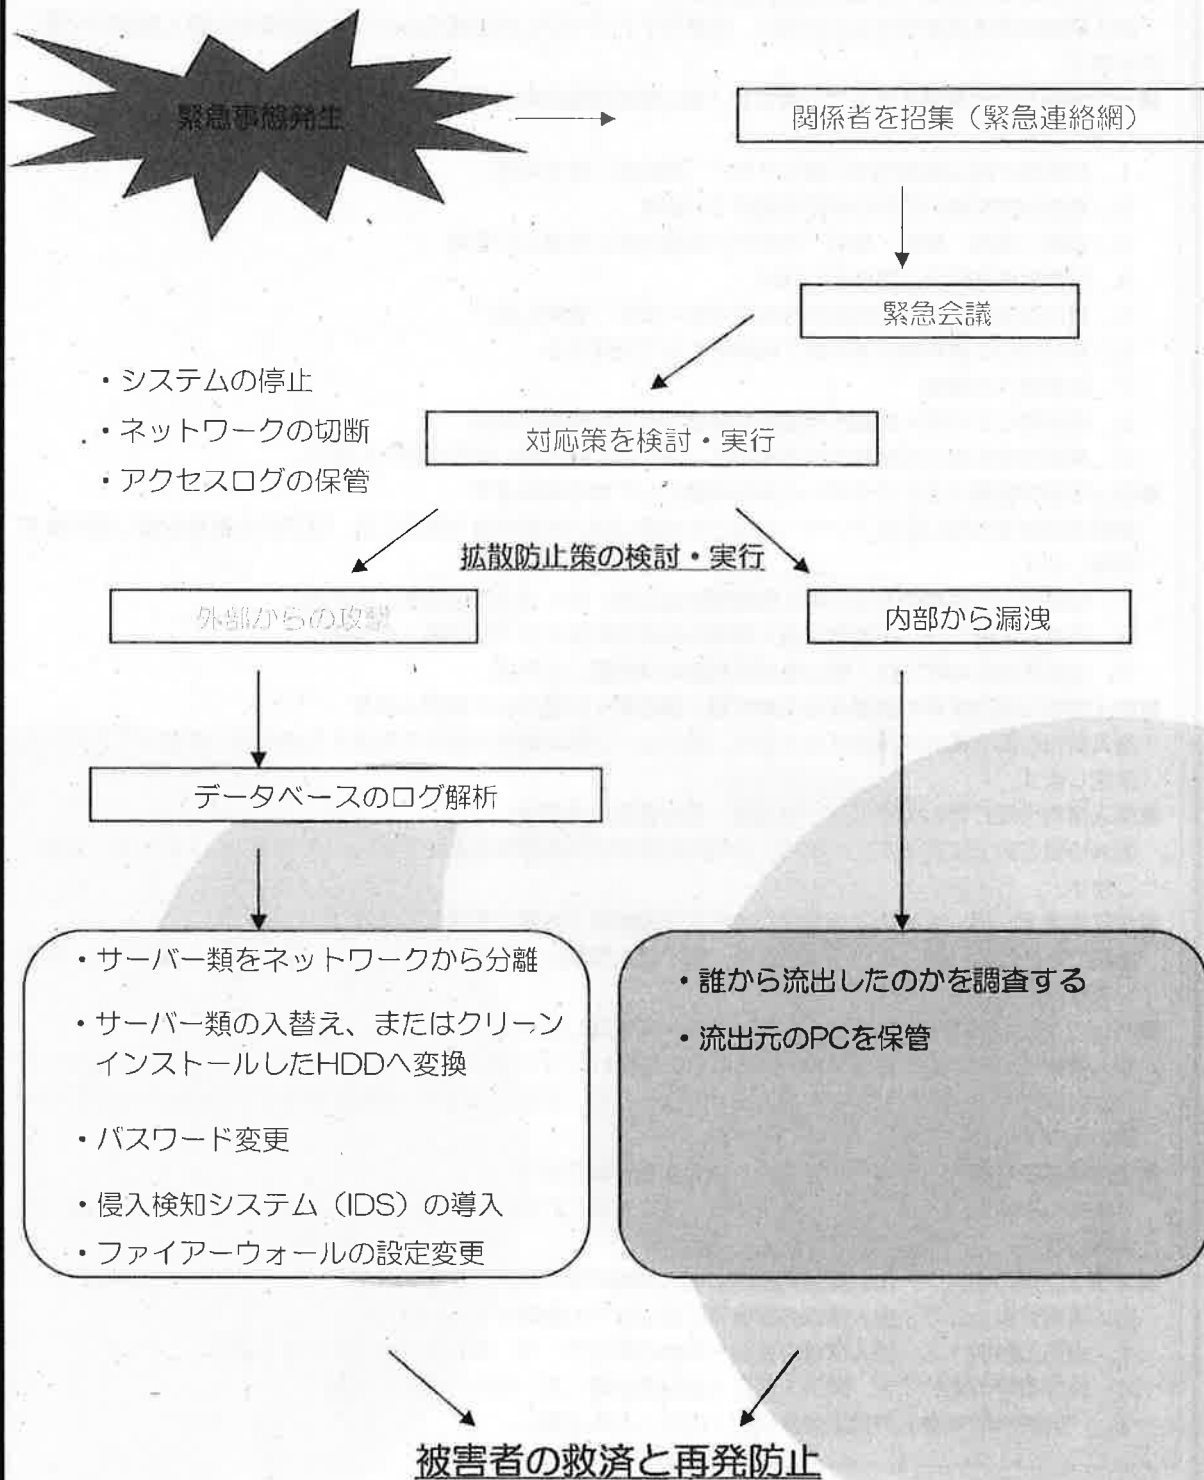 緊急事態発生
関係者を招集（緊急連絡網）
緊急会議
・システムの停止
・ネットワークの切断
・アクセスログの保管
対応策を検討・実行
拡散防止策の検討・実行
外部からの攻撃
内部から漏洩
データベースのログ解析
・サーバー類をネットワークから分離
・サーバー類の入替え、またはクリーン
インストールしたHDDへ変換
・パスワード変更
・侵入検知システム（IDS）の導入
・ファイアーウォールの設定変更
・誰から流出したのかを調査する
・流出元のPCを保管
被害者の救済と再発防止